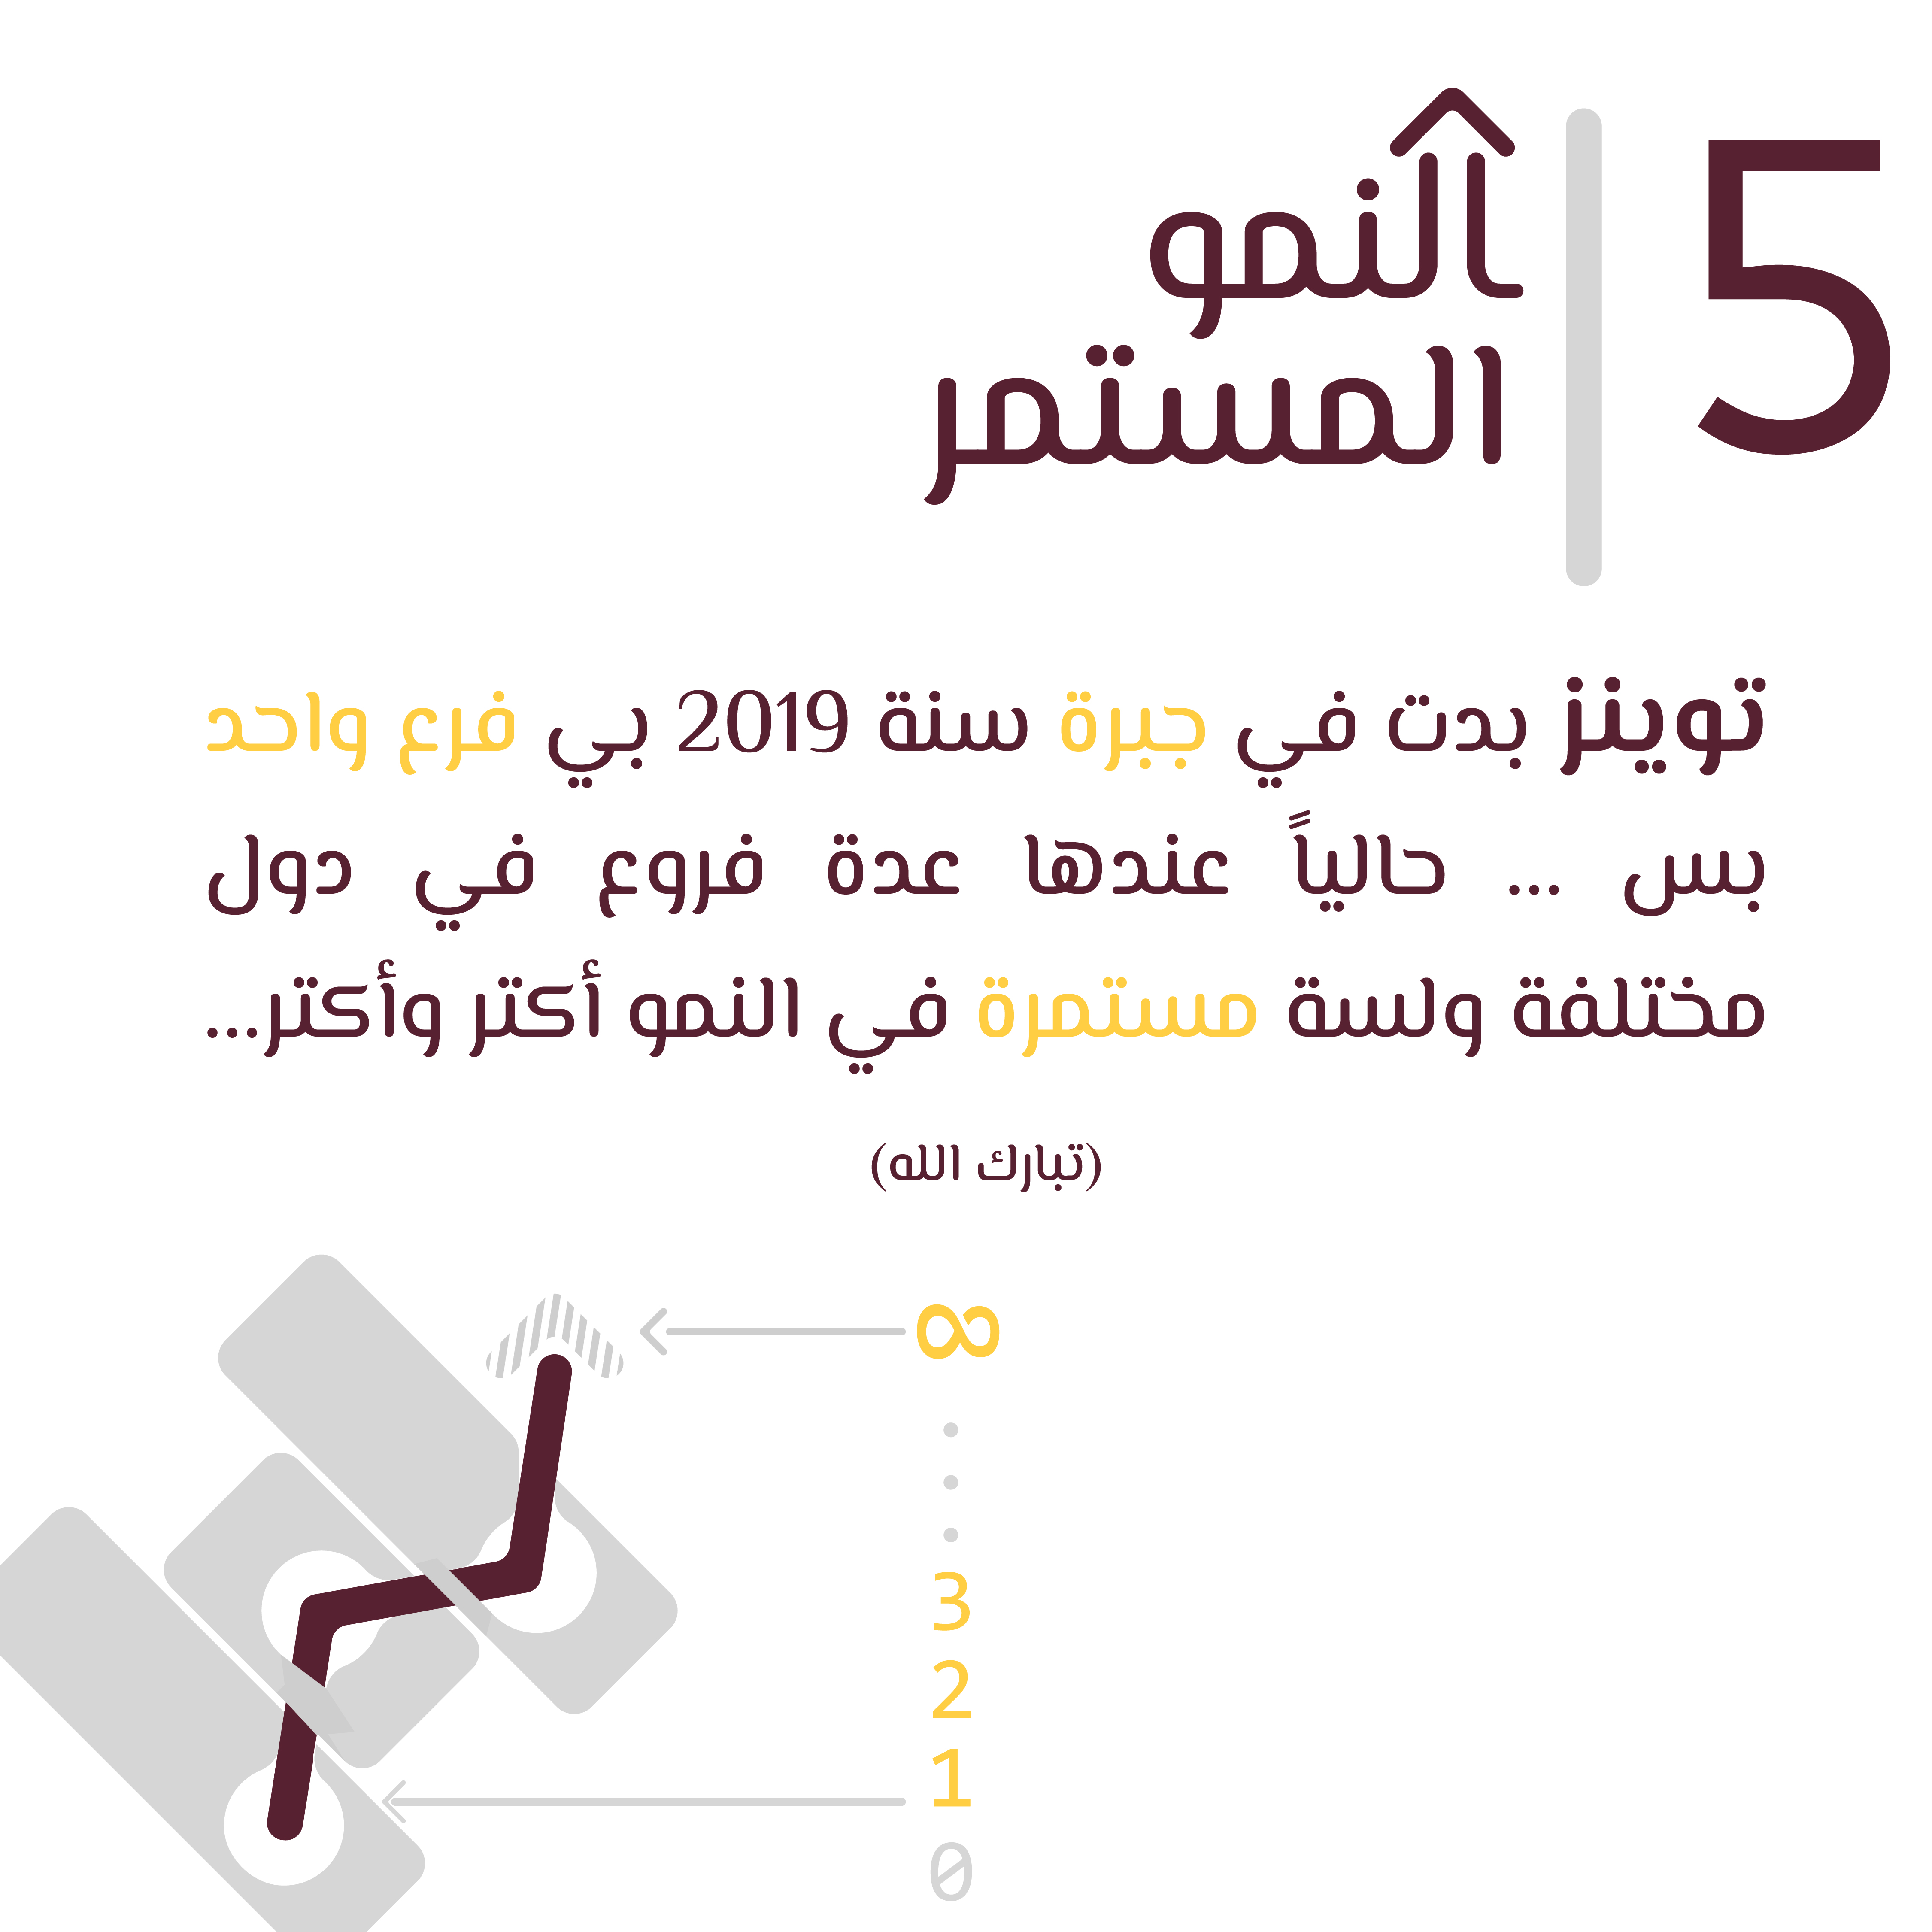 5
النمو
المستمر
توينز بدت في جيرة سنة 2019 بي فرع واحد
بس ... حالياً عندها عدة فروع في دول
مختلفة ولسة مستمرة في النمو أكتر وأكتر...
(تبارك الله)
∞
3
2
1
0